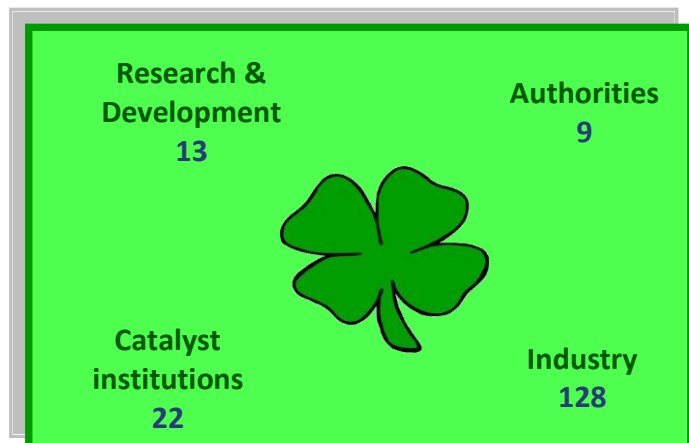 Research &
Development
13
Authorities
9
Catalyst
institutions
22
Industry
128